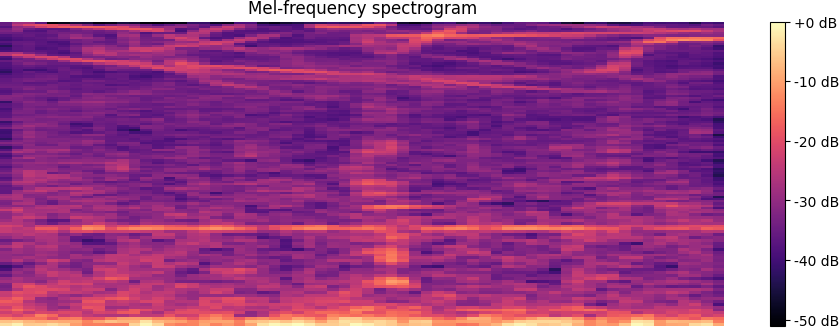 Mel-frequency spectrogram
+0 dB
-10 dB
-20 dB
-30 dB
-40 dB
-50 dB